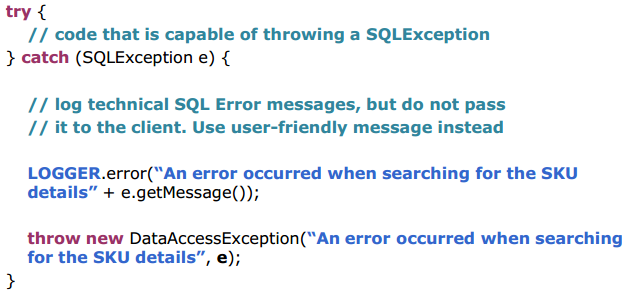 try {
// code that is capable of throwing a SQLException
} catch (SQLException e) {
// log technical SQL Error messages, but do not pass
// it to the client. Use user-friendly message instead
LOGGER.error(“An error occurred when searching for the SKU
details” + e.getMessage());
throw new DataAccessException(“An error occurred when searching
for the SKU details”, e);
}